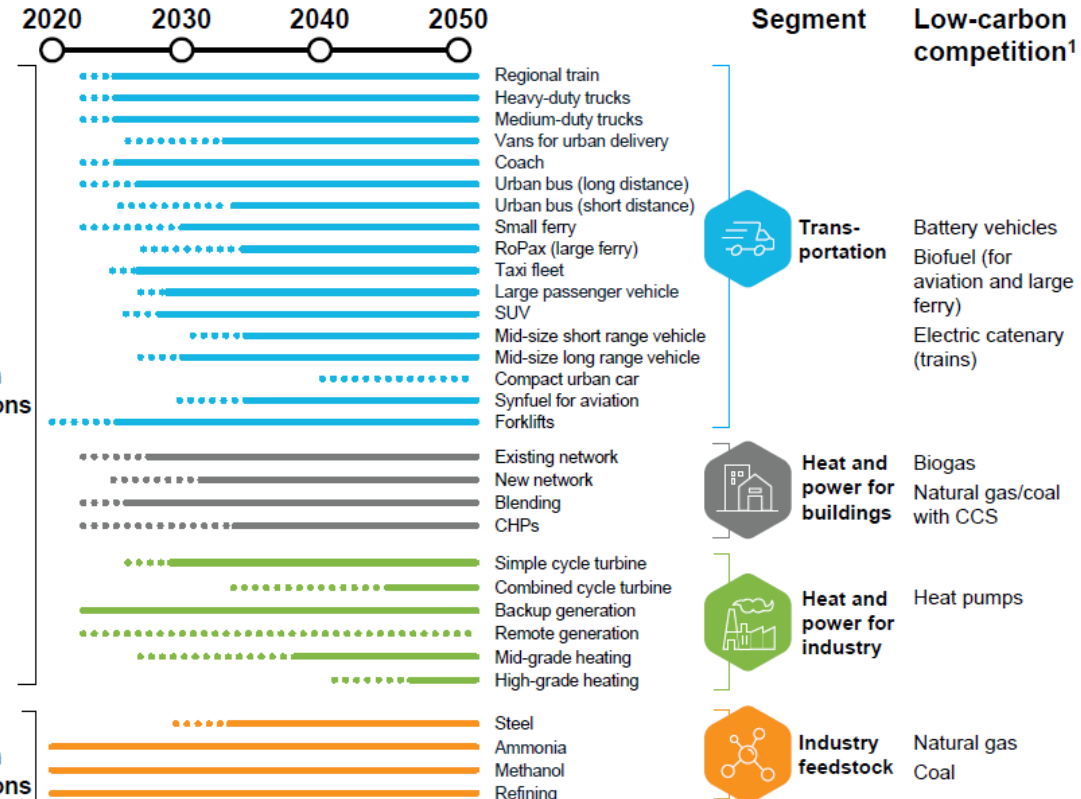 2020 2030 2040 2050
Segment
Low-carbon
competition1
Regional train
Heavy-duty trucks
Medium-duty trucks
Vans for urban delivery
Coach
Urban bus (long distance)
Urban bus (short distance)
Small ferry
RoPax (large ferry)
Taxi fleet
Large passenger vehicle
SUV
Mid-size short range vehicle
Mid-size long range vehicle
Compact urban car
Synfuel for aviation
Forklifts
Trans-
portation
Battery vehicles
Biofuel (for
aviation and large
ferry)
Electric catenary
(trains)
ons
Existing network
New network
Blending
CHPs
Heat and
power for
buildings
Biogas
Natural gas/coal
with CCS
Simple cycle turbine
Combined cycle turbine
Backup generation
Remote generation
Mid-grade heating
High-grade heating
Heat and
power for
industry
Heat pumps
Steel
Ammonia
Methanol
Refining
Industry
feedstock
Natural gas
Coal
ons